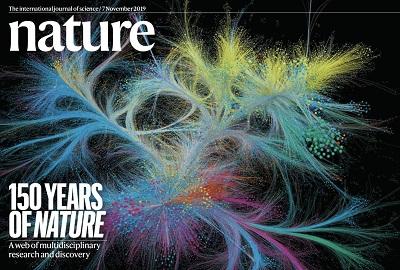 The international journal of science / 7 November 2019
nature
150 YEARS
OF NATURE
A web of multidisciplinary
research and discovery